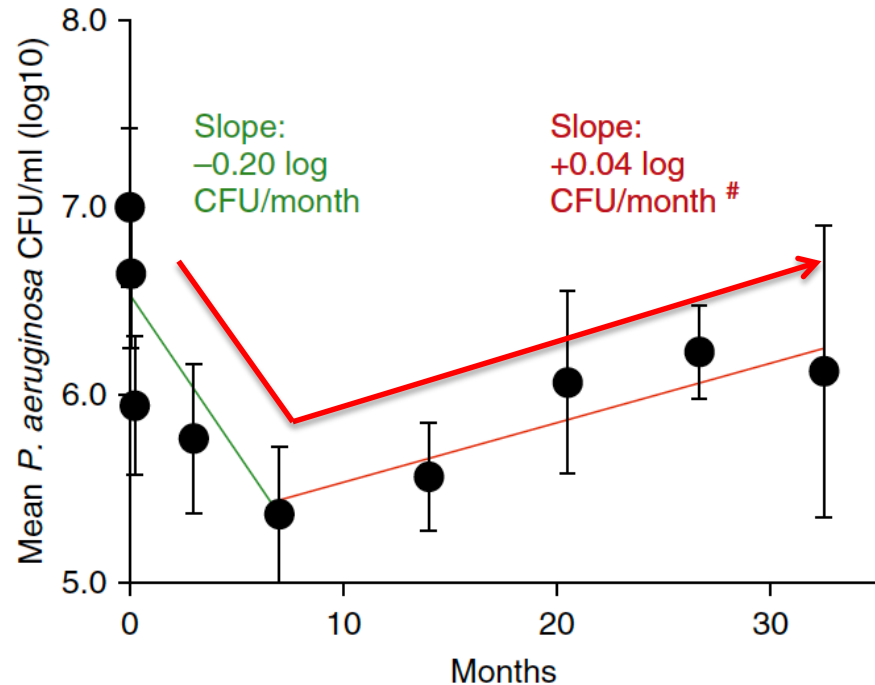 Mean P. aeruginosa CFU/ml (log10)
8.0
7.0
6.0
5.0
Slope:
–0.20 log
CFU/month
Slope:
+0.04 log
CFU/month #
0
10
20
30
Months